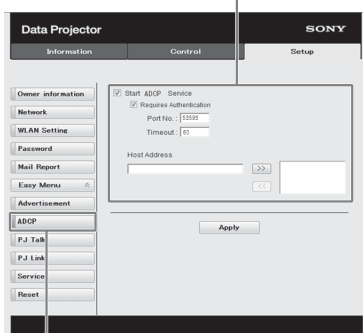 Data Projector
SONY
Information
Control
Setup
Owner information
Network
WLAN Setting
Password
Mail Report
Easy Menu
Advertisement
ADCP
PJ Talk
PJ Link
Service
Reset
Start ADCP Service
Requires Authentication
Port No. : 53595
Timeout : 60
Host Address
>>
<<
Apply